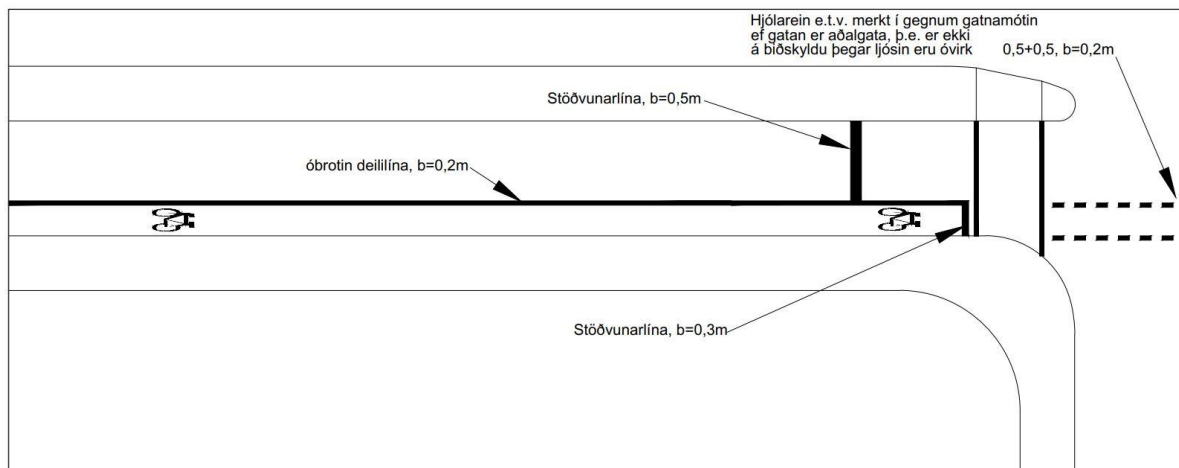 Hjólarein e.t.v. merkt í gegnum gatnamótin
ef gatan er aðalgata, þ.e. er ekki
á biðskyldu þegar ljósin eru óvirk
0,5+0,5, b=0,2m
Stöðvunarlína, b=0,5m
óbrotin deililína, b=0,2m
Stöðvunarlína, b=0,3m